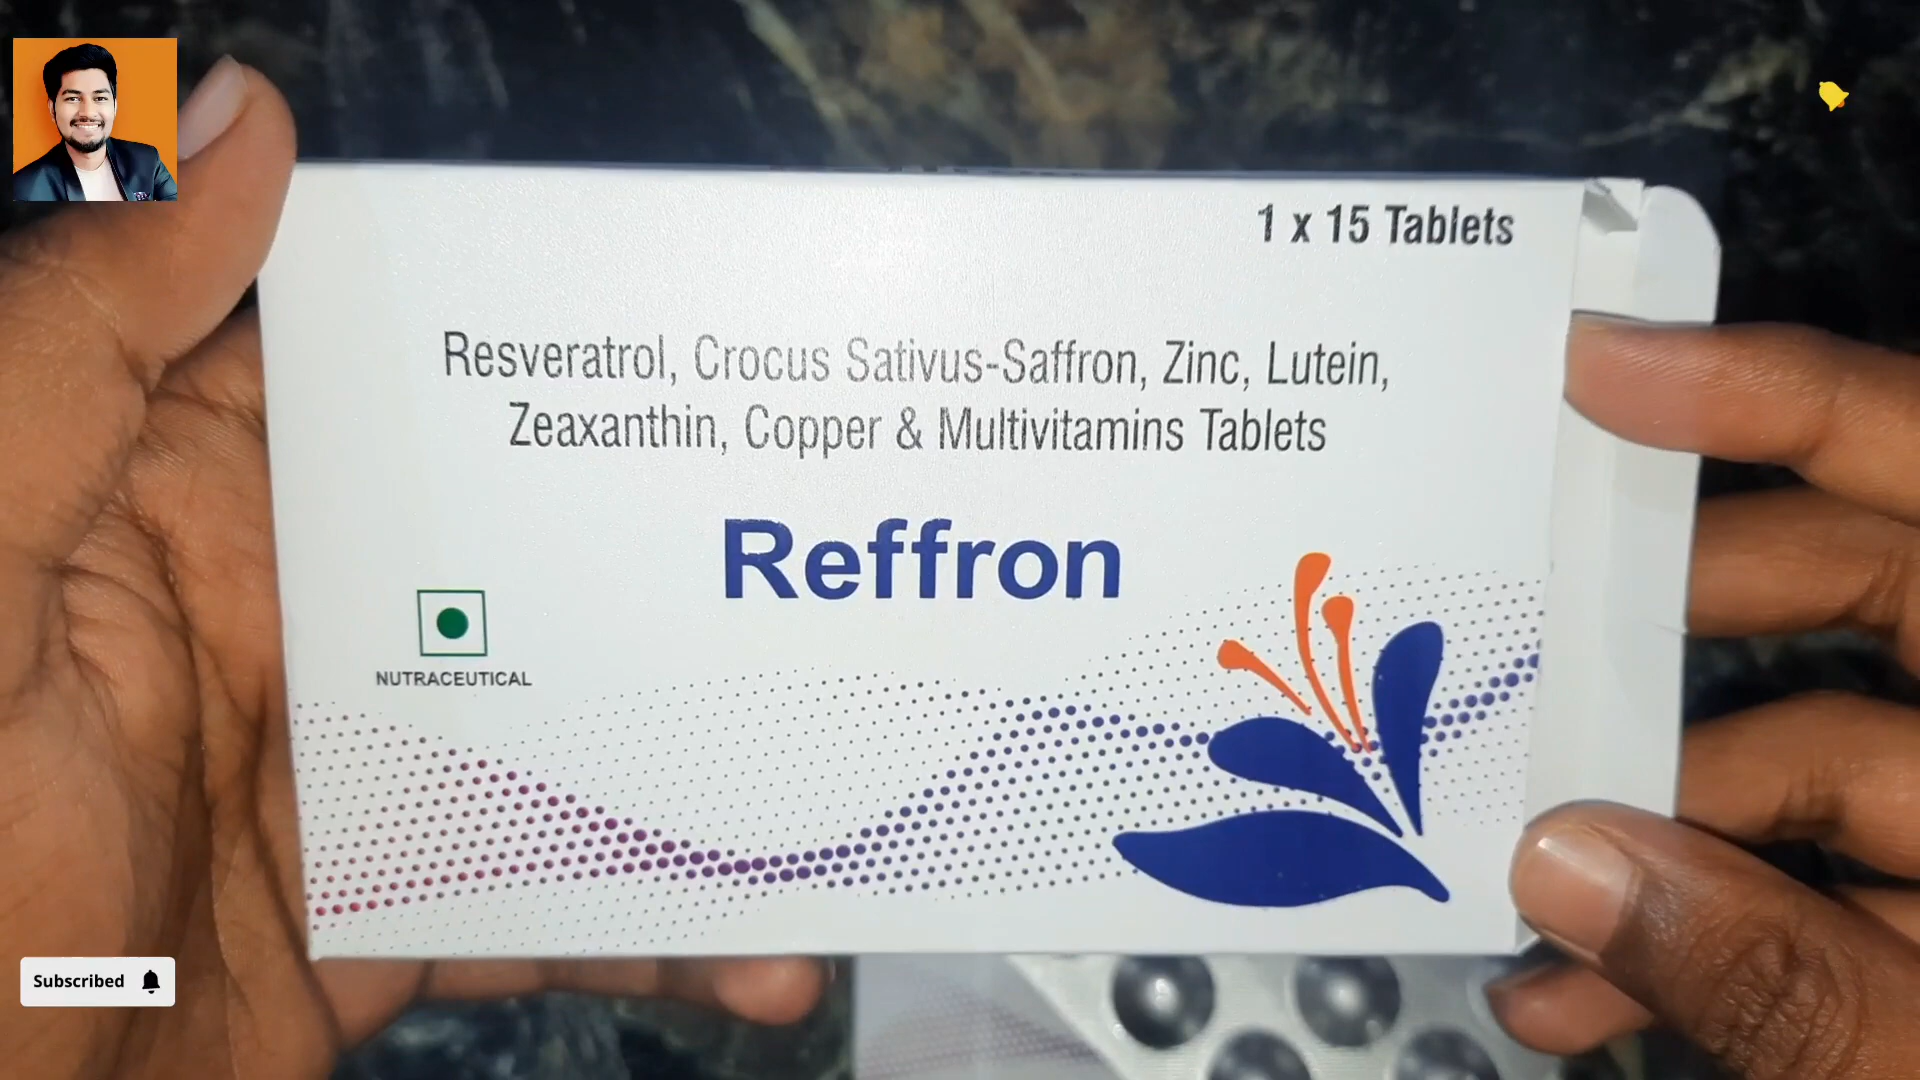 1 x 15 Tablets
Resveratrol, Crocus Sativus-Saffron, Zinc, Lutein,
Zeaxanthin, Copper & Multivitamins Tablets
Reffron
NUTRACEUTICAL
Subscribed